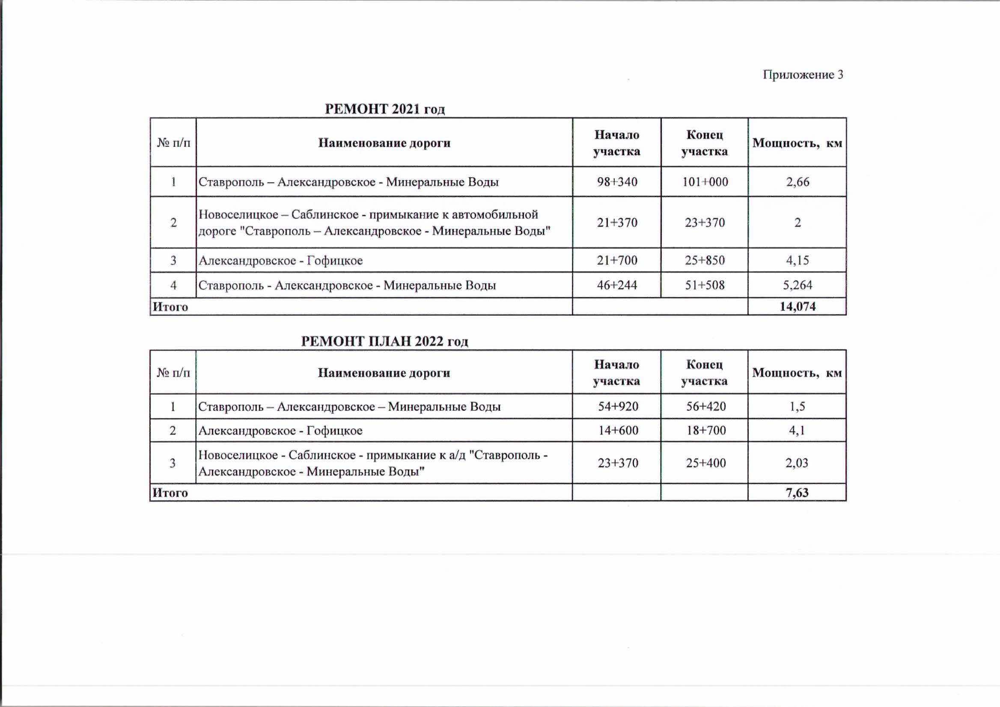 Приложение 3
РЕМОНТ 2021 год
№ п/п Наименование дороги Начало участка Конец участка Мощность, км
1 Ставрополь – Александровское - Минеральные Воды 98+340 101+000 2,66
2 Новоселицкое – Саблинское - примыкание к автомобильной
дороге "Ставрополь – Александровское - Минеральные Воды" 21+370 23+370 2
3 Александровское - Гофицкое 21+700 25+850 4,15
4 Ставрополь - Александровское - Минеральные Воды 46+244 51+508 5,264
Итого 14,074
РЕМОНТ ПЛАН 2022 год
№ п/п Наименование дороги Начало участка Конец участка Мощность, км
1 Ставрополь – Александровское – Минеральные Воды 54+920 56+420 1,5
2 Александровское - Гофицкое 14+600 18+700 4,1
3 Новоселицкое - Саблинское - примыкание к а/д "Ставрополь -
Александровское - Минеральные Воды" 23+370 25+400 2,03
Итого 7,63